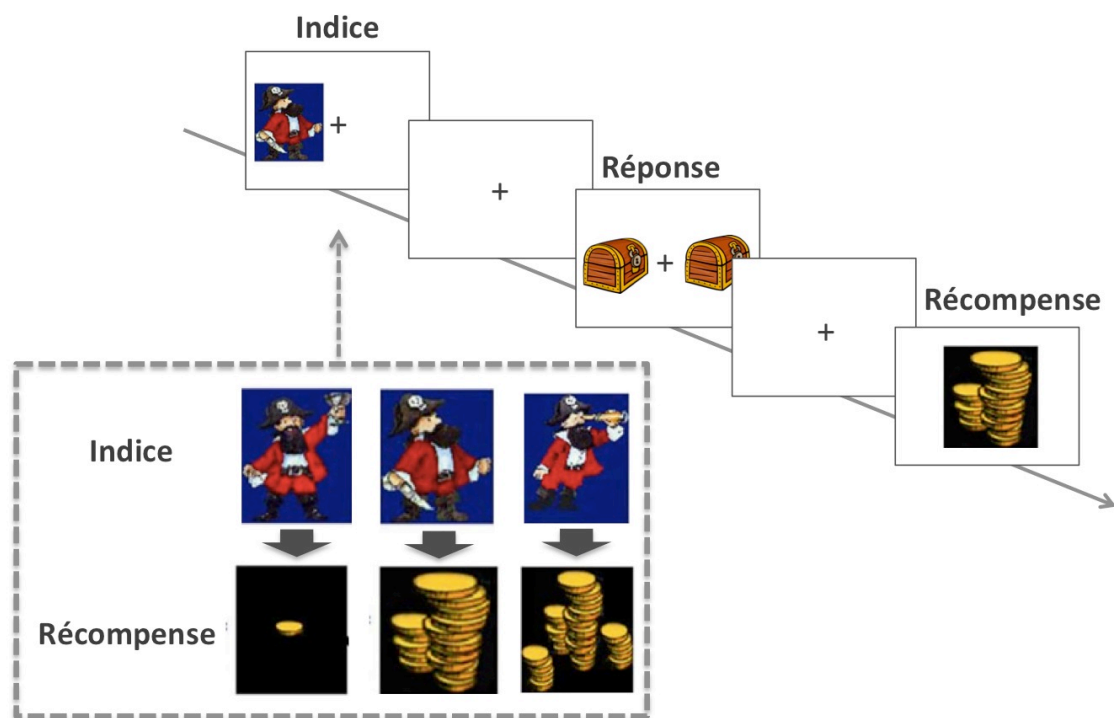 Indice
+
+
Réponse
+
+
Récompense
Indice
Récompense